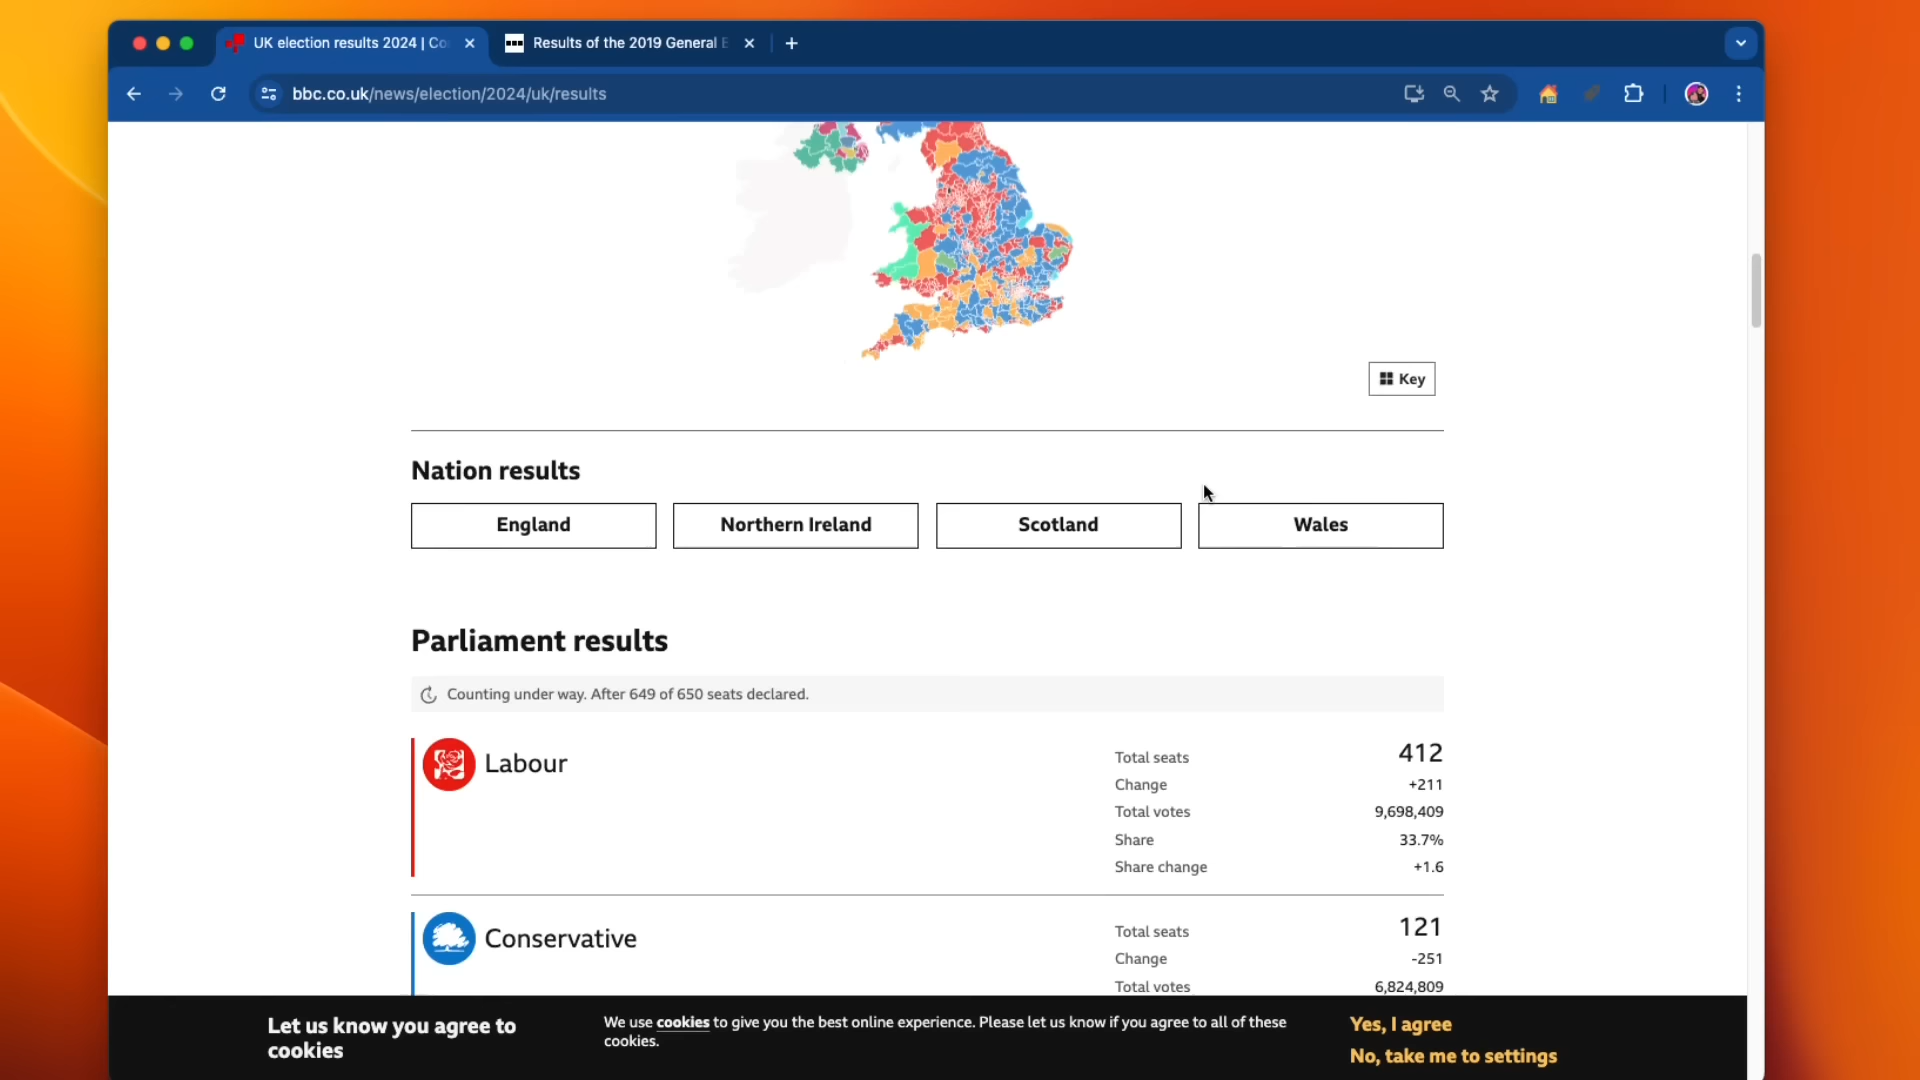 UK election results 2024 | Co
Results of the 2019 General E
bbc.co.uk/news/election/2024/uk/results
Key
Nation results
England
Northern Ireland
Scotland
Wales
Parliament results
Counting under way. After 649 of 650 seats declared.
Labour
Total seats 412
Change +211
Total votes 9,698,409
Share 33.7%
Share change +1.6
Conservative
Total seats 121
Change -251
Total votes 6,824,809
Let us know you agree to
cookies
We use cookies to give you the best online experience. Please let us know if you agree to all of these
cookies.
Yes, I agree
No, take me to settings